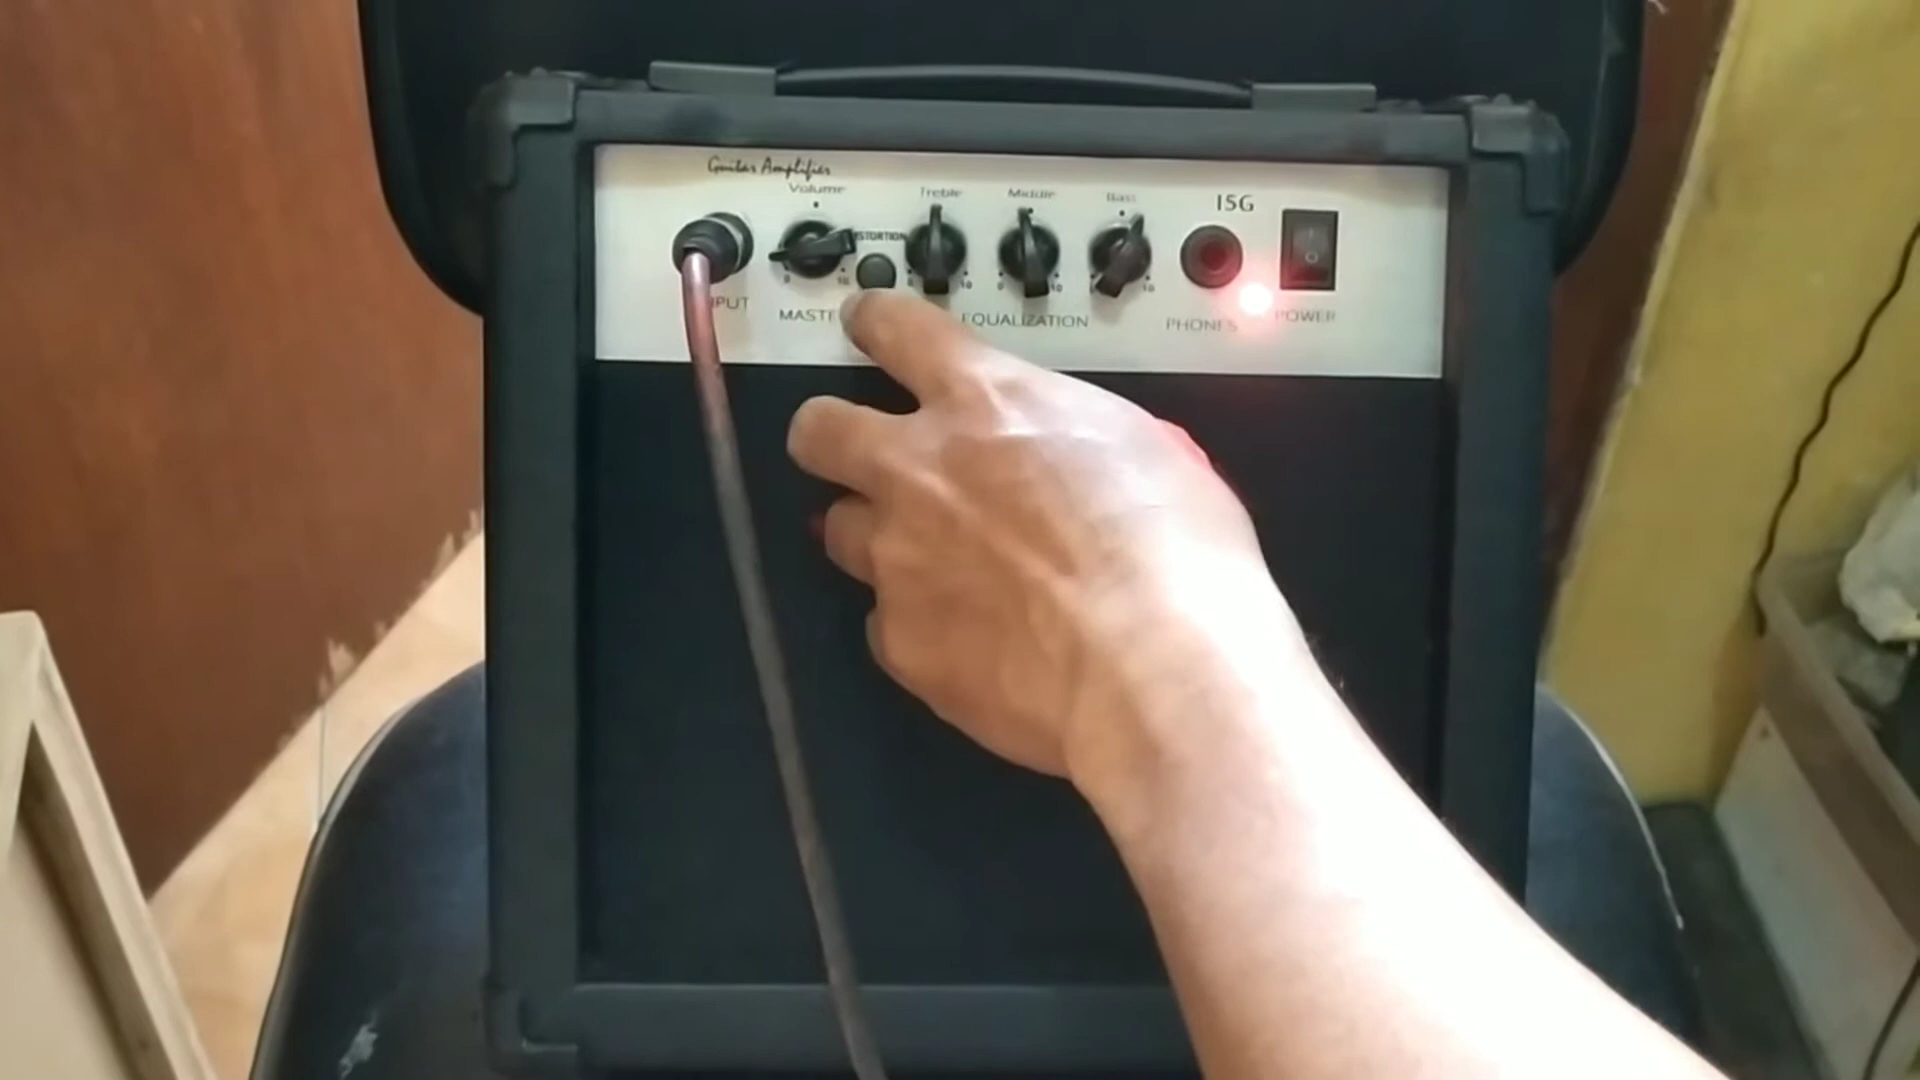 Guitar Amplifier
Volume
Treble
Middle
Bass
15G
DISTORTION
0
10
0
10
0
10
10
INPUT
MASTER
EQUALIZATION
PHONES
POWER